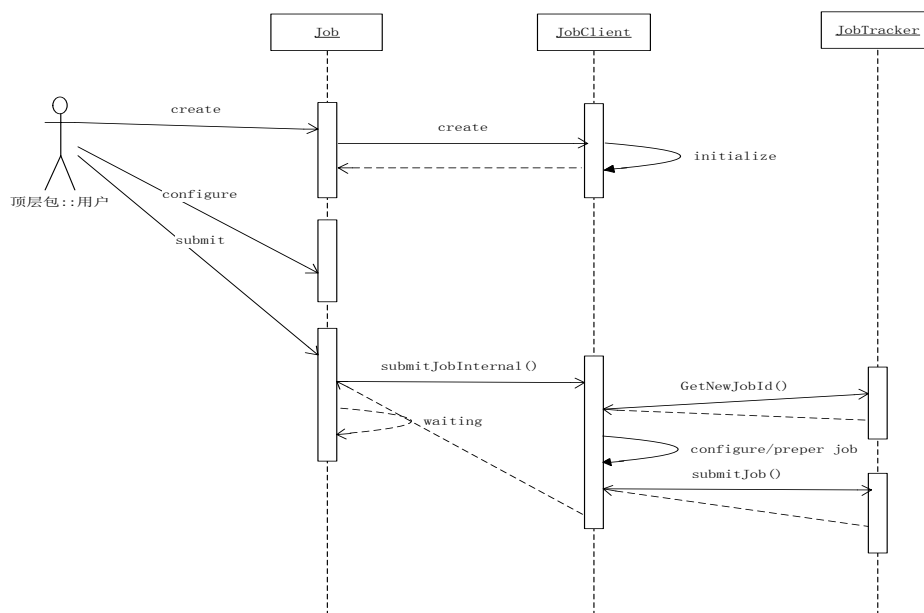 Job
JobClient
JobTracker
create
create
initialize
顶层包::用户
configure
submit
submitJobInternal()
GetNewJobId()
waiting
configure/preper job
submitJob()